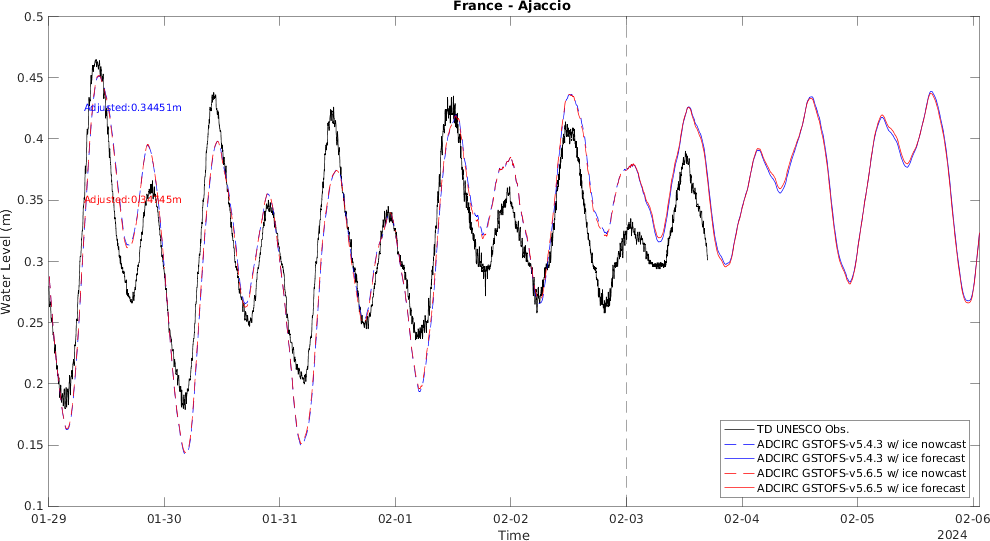 France - Ajaccio
0.5
0.45
0.4
0.35
0.3
0.25
0.2
0.15
0.1
Water Level (m)
Adjusted:0.34451m
01-29
01-30
01-31
02-01
02-02
02-03
02-04
02-05
02-06
Time
2024
TD UNESCO Obs.
ADCIRC GSTOFS-v5.4.3 w/ ice nowcast
ADCIRC GSTOFS-v5.4.3 w/ ice forecast
ADCIRC GSTOFS-v5.6.5 w/ ice nowcast
ADCIRC GSTOFS-v5.6.5 w/ ice forecast